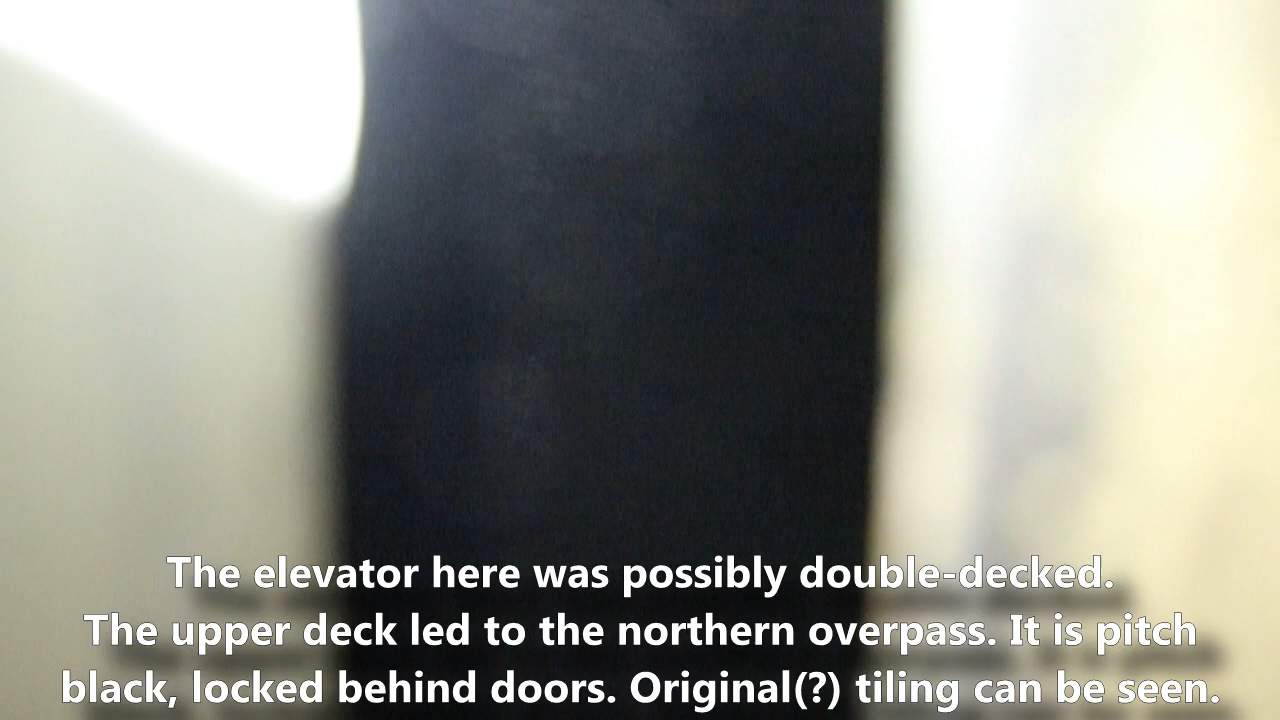 The elevator here was possibly double-decked.
The upper deck led to the northern overpass. It is pitch
black, locked behind doors. Original(?) tiling can be seen.